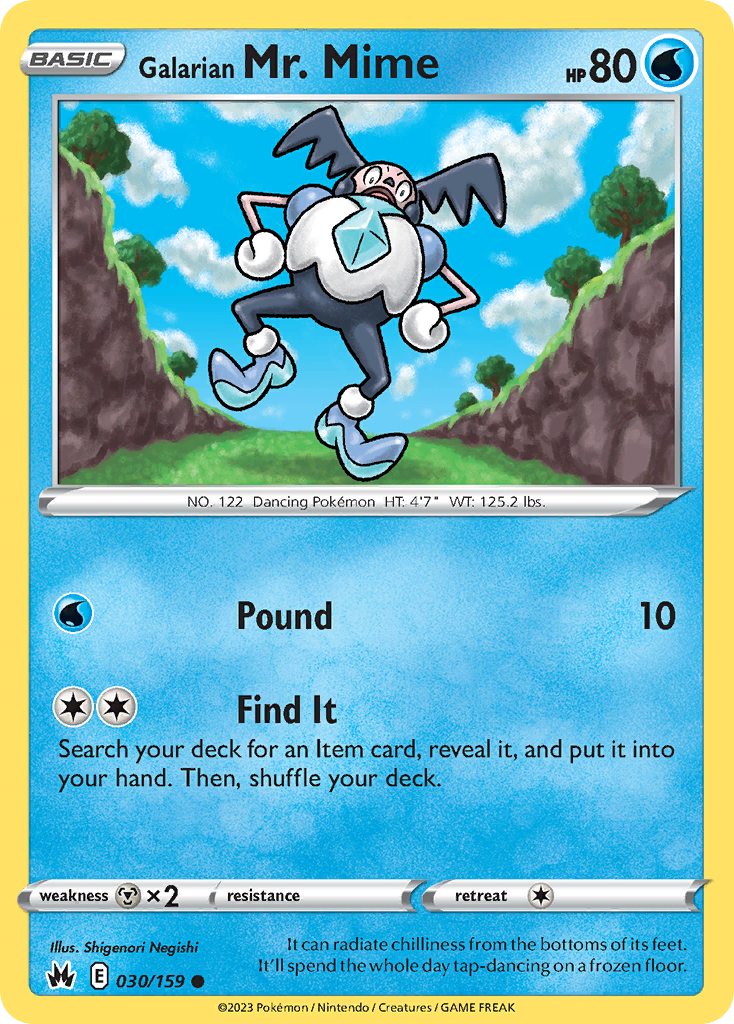 BASIC
Galarian Mr. Mime
HP 80
NO. 122 Dancing Pokémon HT: 4'7" WT: 125.2 lbs.
Pound 10
Find It
Search your deck for an Item card, reveal it, and put it into
your hand. Then, shuffle your deck.
weakness ×2 resistance retreat
Illus. Shigenori Negishi
It can radiate chilliness from the bottoms of its feet.
It'll spend the whole day tap-dancing on a frozen floor.
E 030/159
©2023 Pokémon / Nintendo / Creatures / GAME FREAK